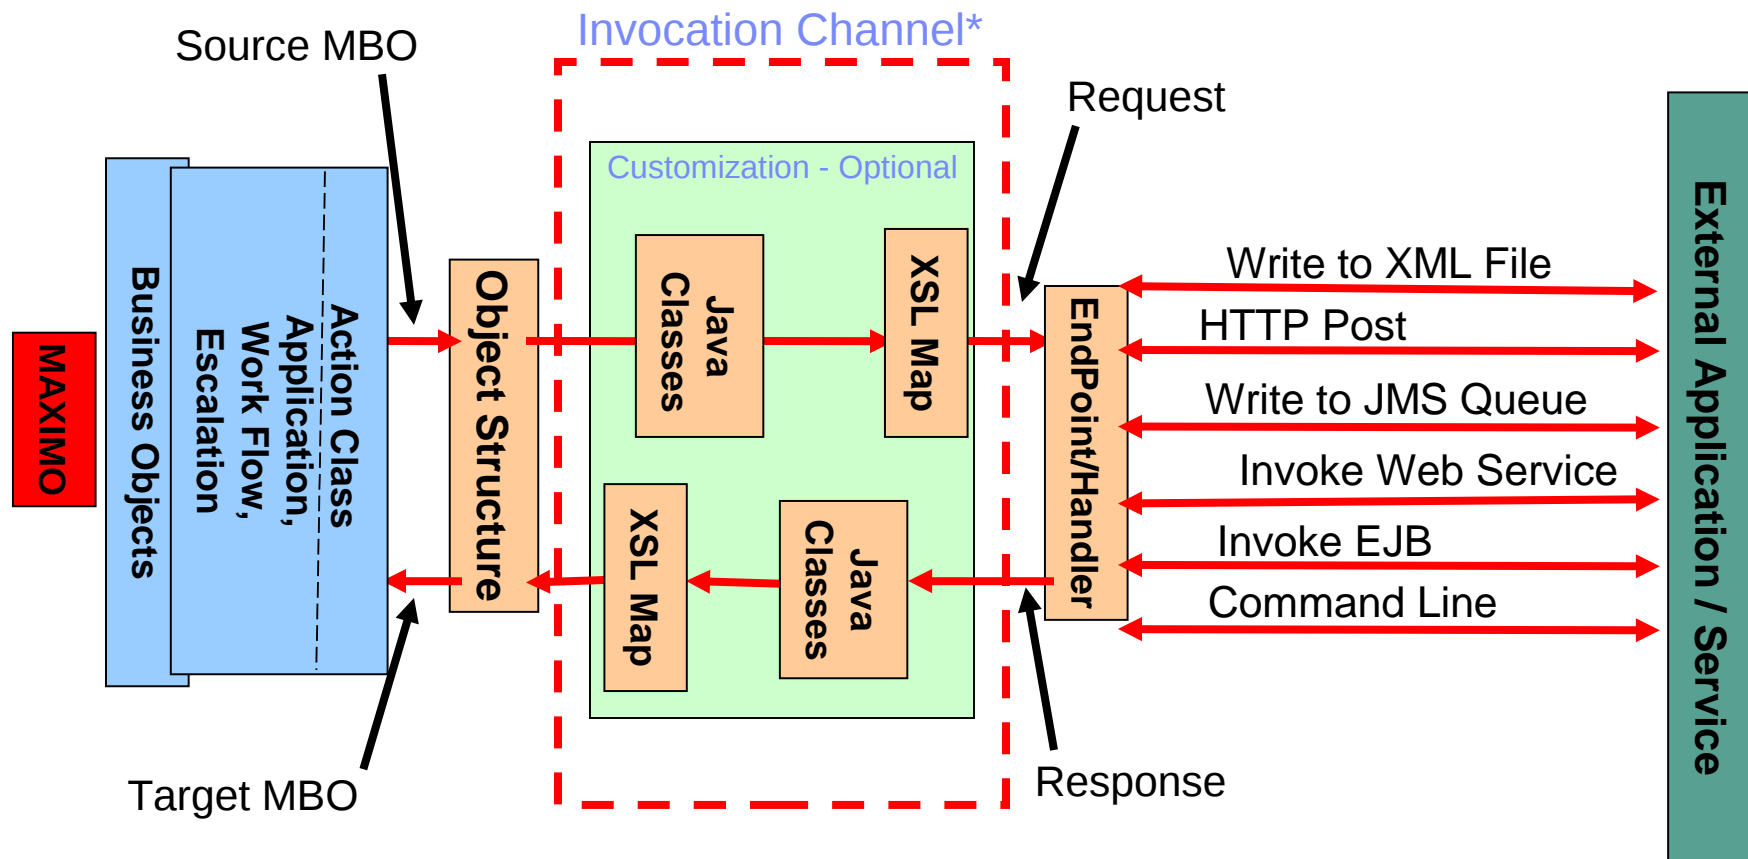 Invocation Channel*
Source MBO
Request
Customization - Optional
MAXIMO
Business Objects
Action Class
Application,
Work Flow,
Escalation
Object Structure
Java
Classes
XSL Map
XSL Map
Java
Classes
EndPoint/Handler
Write to XML File
HTTP Post
Write to JMS Queue
Invoke Web Service
Invoke EJB
Command Line
External Application / Service
Target MBO
Response